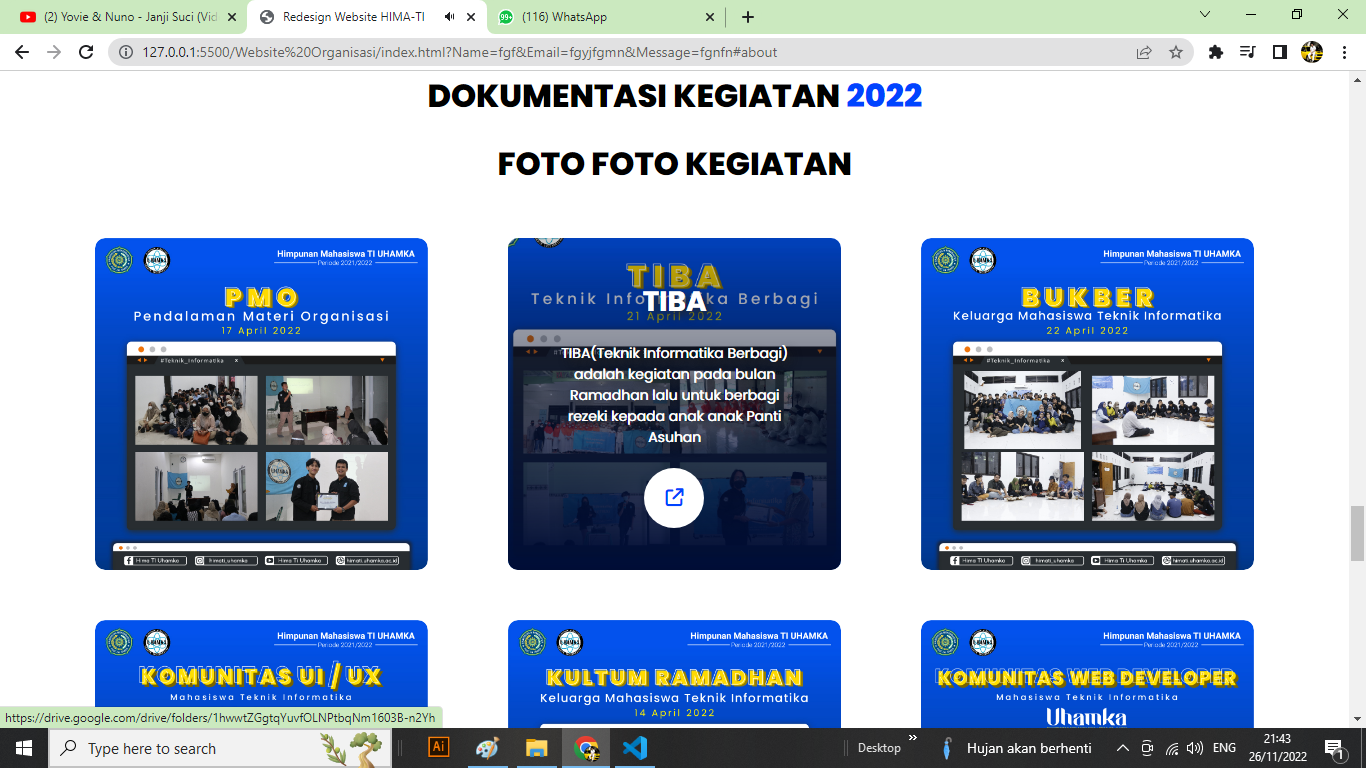 (2) Yovie & Nuno - Janji Suci (Vid
Redesign Website HIMA-TI
(116) WhatsApp
127.0.0.1:5500/Website%20Organisasi/index.html?Name=fgf&Email=fgyjfgmn&Message=fgnfn#about
DOKUMENTASI KEGIATAN 2022
FOTO FOTO KEGIATAN
Himpunan Mahasiswa TI UHAMKA
Periode 2021/2022
PMO
Pendalaman Materi Organisasi
17 April 2022
#Teknik_Informatika x
Hima TI Uhamka
himati_uhamka
Hima TI Uhamka
himati.uhamka.ac.id
TIBA
Teknik Informatika Berbagi
TIBA
21 April 2022
TIBA(Teknik Informatika Berbagi)
adalah kegiatan pada bulan
Ramadhan lalu untuk berbagi
rezeki kepada anak anak Panti
Asuhan
Himpunan Mahasiswa TI UHAMKA
Periode 2021/2022
BUKBER
Keluarga Mahasiswa Teknik Informatika
22 April 2022
#Teknik_Informatika x
Hima TI Uhamka
himati_uhamka
Hima TI Uhamka
himati.uhamka.ac.id
Himpunan Mahasiswa TI UHAMKA
Periode 2021/2022
KOMUNITAS UI / UX
Mahasiswa Teknik Informatika
Himpunan Mahasiswa TI UHAMKA
Periode 2021/2022
KULTUM RAMADHAN
Keluarga Mahasiswa Teknik Informatika
14 April 2022
Himpunan Mahasiswa TI UHAMKA
Periode 2021/2022
KOMUNITAS WEB DEVELOPER
Mahasiswa Teknik Informatika
Uhamka
https://drive.google.com/drive/folders/1hwwtZGgtqYuvfOLNPtbqNm1603B-n2Yh
Type here to search
Ai
Desktop
Hujan akan berhenti
ENG
21:43
26/11/2022
1